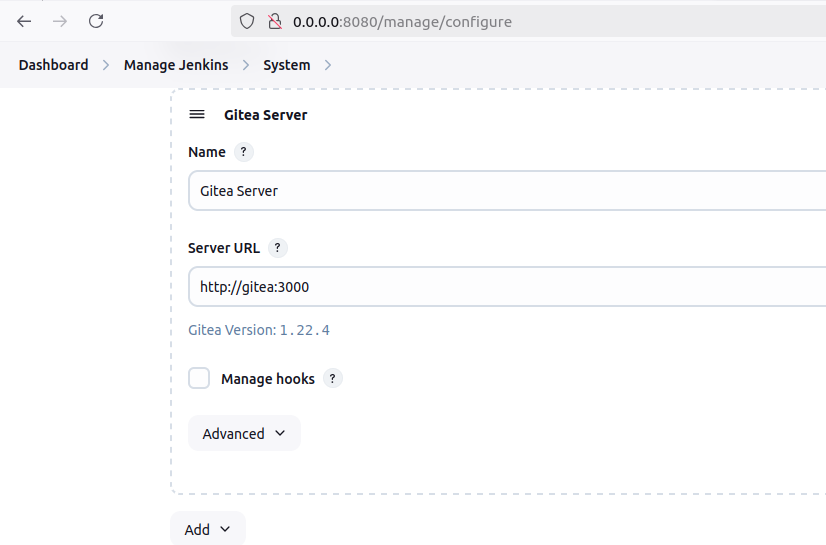 0.0.0.0:8080/manage/configure
Dashboard > Manage Jenkins > System >
Gitea Server
Name ?
Gitea Server
Server URL ?
http://gitea:3000
Gitea Version: 1.22.4
Manage hooks ?
Advanced
Add